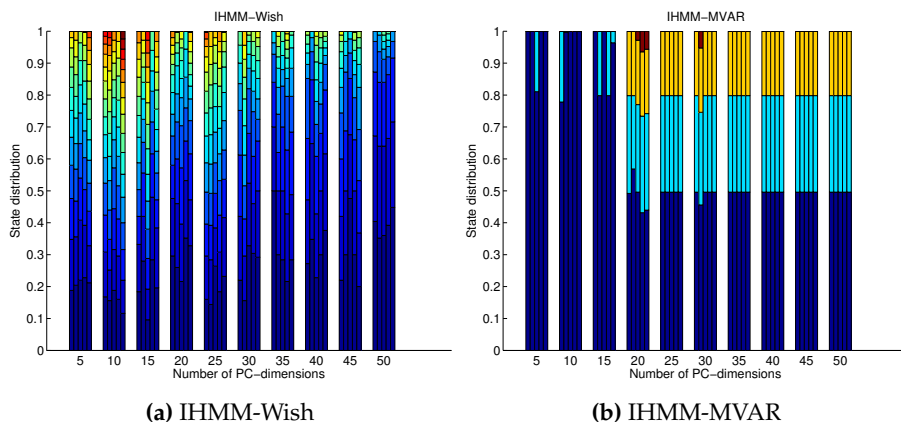 IHMM−Wish
1
0.9
0.8
0.7
0.6
0.5
0.4
0.3
0.2
0.1
0
State distribution
5 10 15 20 25 30 35 40 45 50
Number of PC−dimensions
(a) IHMM-Wish
IHMM−MVAR
1
0.9
0.8
0.7
0.6
0.5
0.4
0.3
0.2
0.1
0
State distribution
5 10 15 20 25 30 35 40 45 50
Number of PC−dimensions
(b) IHMM-MVAR